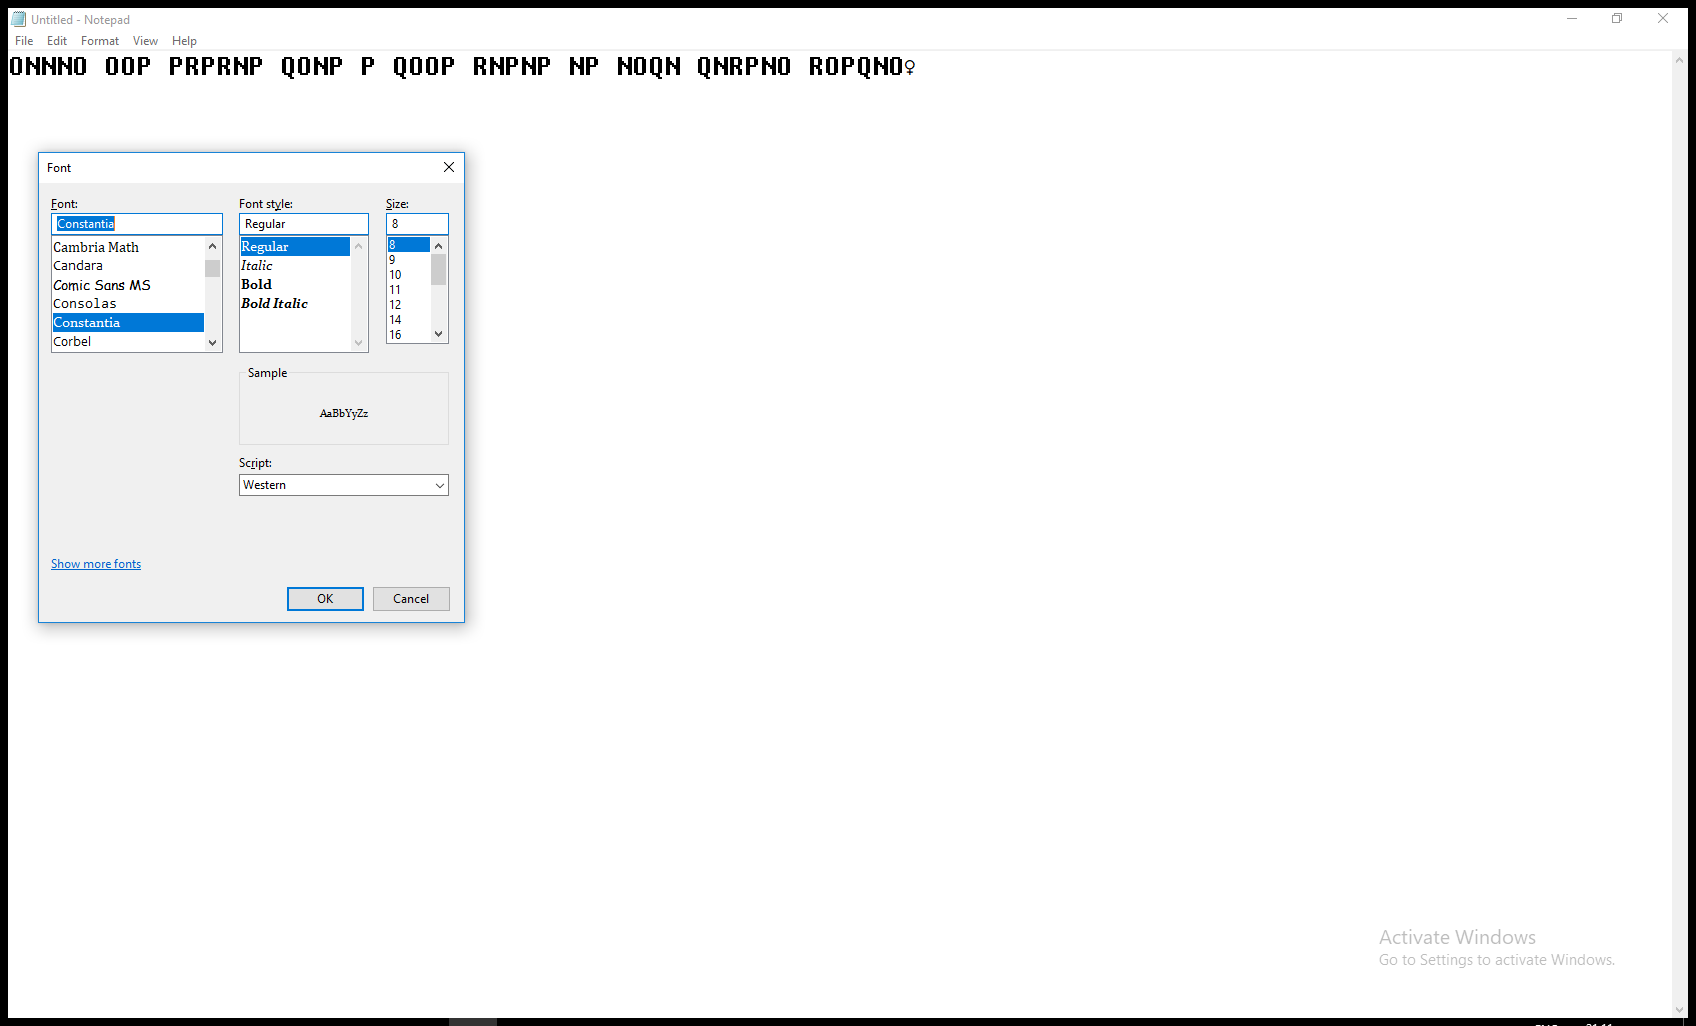 Untitled - Notepad
File Edit Format View Help
ONNNO OOP PRPRNP QONP P QOOP RNPNP NP NOQN QNRPNO ROPQNO♀
Font
Font: Font style: Size:
Constantia Regular 8
Cambria Math Regular 8
Candara Italic 9
Comic Sans MS Bold 10
Consolas Bold Italic 11
Constantia 12
Corbel 14
16
Sample
AaBbYyZz
Script:
Western
Show more fonts
OK Cancel
Activate Windows
Go to Settings to activate Windows.